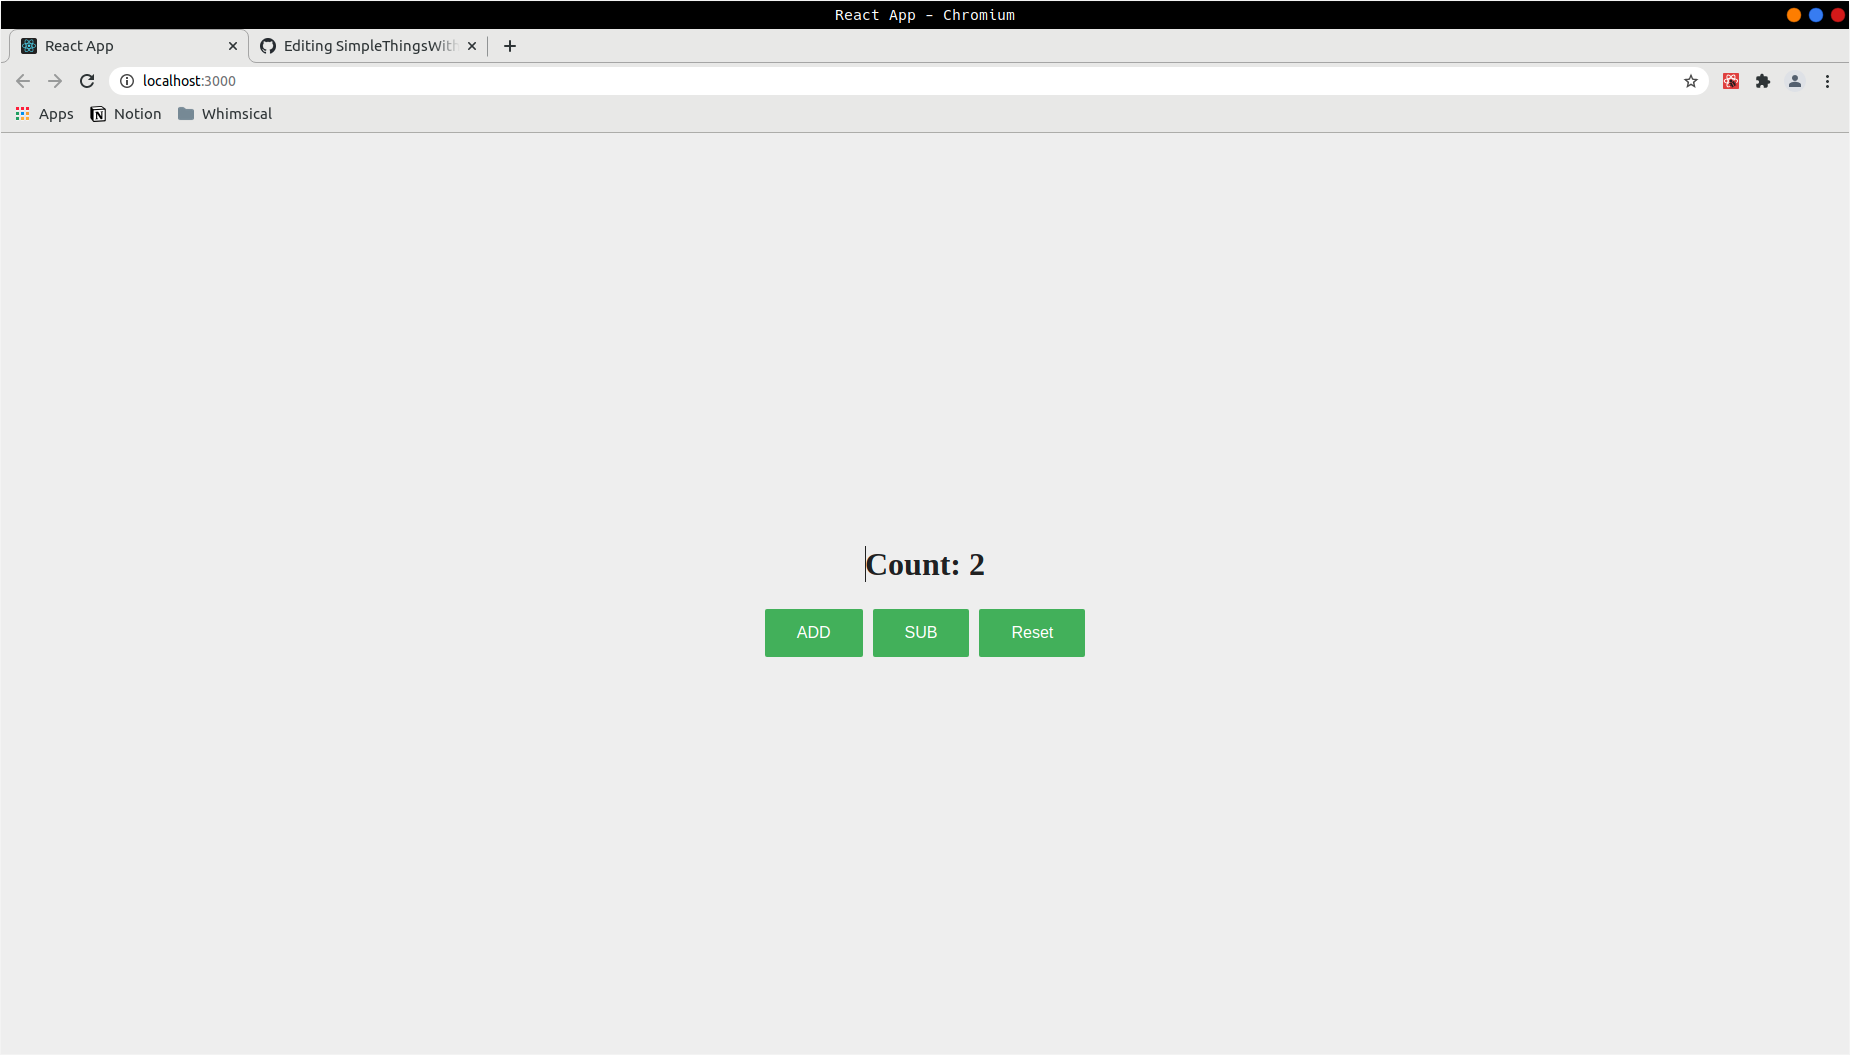 React App - Chromium
React App
Editing SimpleThingsWith
localhost:3000
Apps Notion Whimsical
Count: 2
ADD SUB Reset